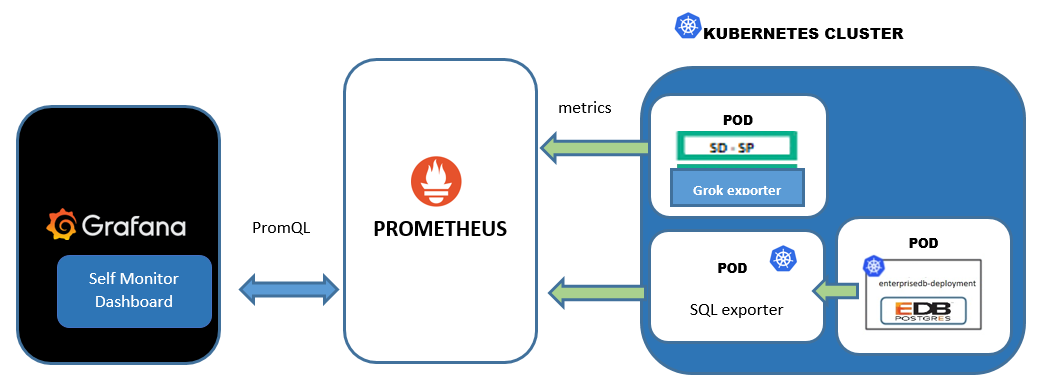 KUBERNETES CLUSTER
metrics
POD
SD - SP
Grok exporter
Grafana
Self Monitor
Dashboard
PromQL
PROMETHEUS
POD
SQL exporter
POD
enterprisedb-deployment
EDB
POSTGRES